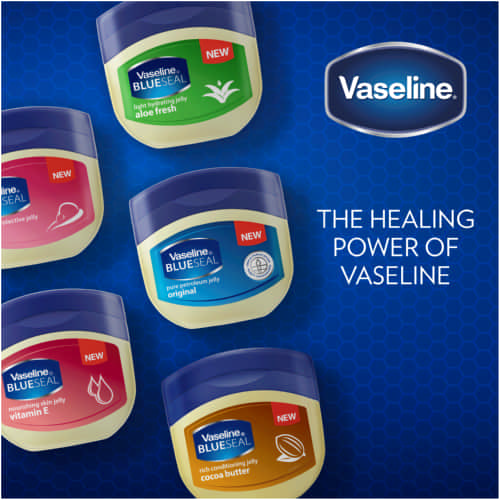 NEW
Vaseline®
BLUESEAL
light hydrating jelly
aloe fresh
Vaseline®
THE HEALING
POWER OF
VASELINE
NEW
Vaseline
BLUESEAL
jelly
NEW
Vaseline®
BLUESEAL
pure petroleum jelly
original
NEW
Vaseline®
BLUESEAL
nourishing skin jelly
vitamin E
NEW
Vaseline®
BLUESEAL
rich conditioning jelly
cocoa butter